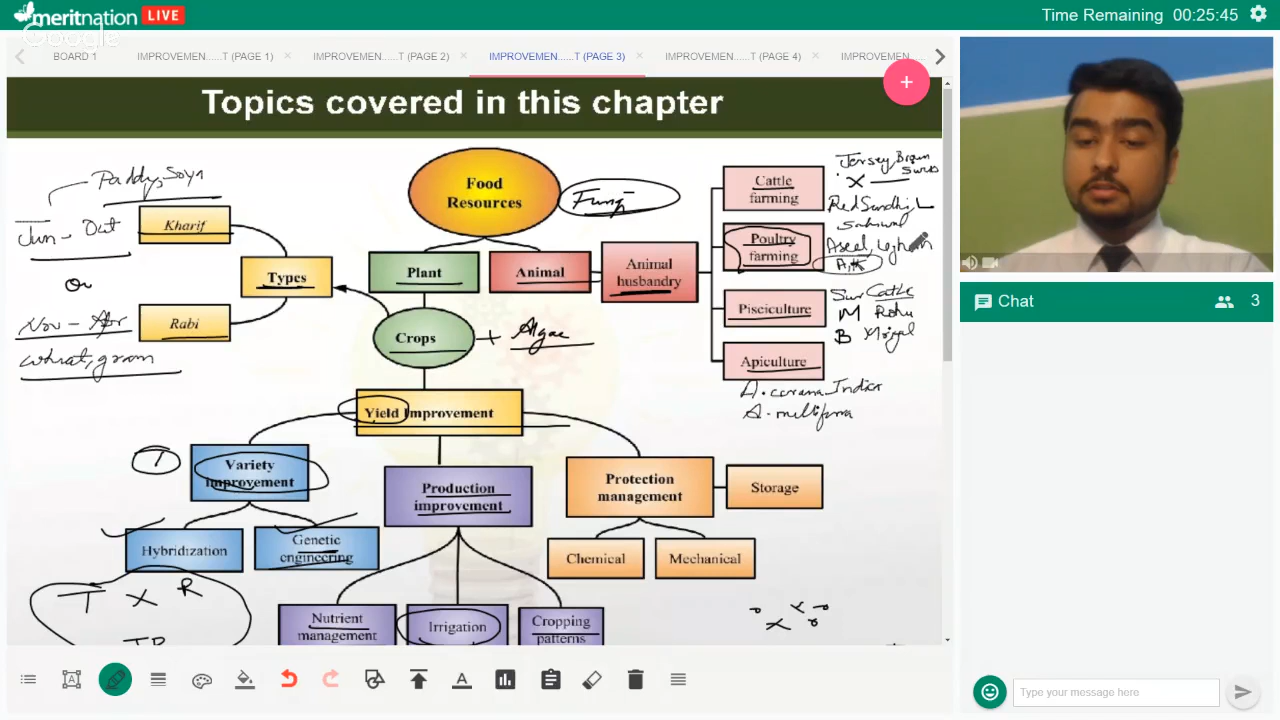 meritnation LIVE
Google
Time Remaining 00:25:45
BOARD 1
IMPROVEMEN......T (PAGE 1) ×
IMPROVEMEN......T (PAGE 2) ×
IMPROVEMEN......T (PAGE 3) ×
IMPROVEMEN......T (PAGE 4) ×
IMPROVEMEN......
+
Topics covered in this chapter
Food
Resources
Fungi
Plant
Animal
Animal
husbandry
Cattle
farming
Jersey, Brown
Swiss
X
Red Sindhi,
Sahiwal
Poultry
farming
Aseel, Leghorn
Pisciculture
Sur Catla
M Rohu
B Mrigal
Apiculture
A. cerana Indica
A. mellifera
Paddy, Soya
Jun - Oct
Kharif
Types
or
Nov - Apr
Rabi
wheat, gram
Crops
+ Algae
Yield Improvement
Variety
improvement
Production
improvement
Protection
management
Storage
Hybridization
Genetic
engineering
Chemical
Mechanical
T X R
TR
Nutrient
management
Irrigation
Cropping
patterns
Chat
3
Type your message here